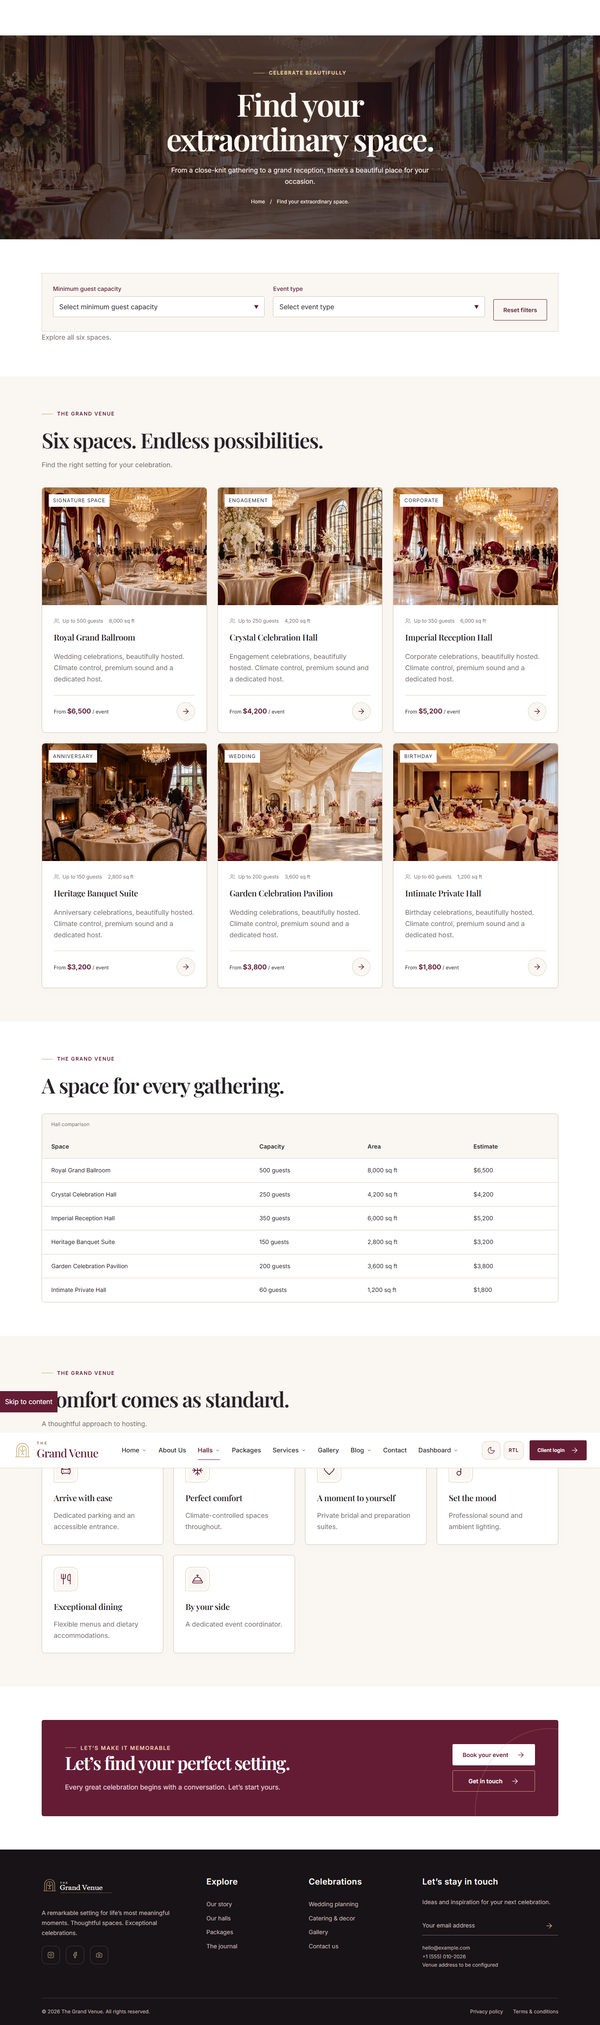 CELEBRATE BEAUTIFULLY
Find your
extraordinary space.
From a close-knit gathering to a grand reception, there's a beautiful place for your
occasion.
Home / Find your extraordinary space.
Minimum guest capacity
Event type
Select minimum guest capacity
Select event type
Reset filters
Explore all six spaces.
THE GRAND VENUE
Six spaces. Endless possibilities.
Find the right setting for your celebration.
SIGNATURE SPACE
Up to 500 guests 8,000 sq ft
Royal Grand Ballroom
Wedding celebrations, beautifully hosted.
Climate control, premium sound and a
dedicated host.
From $6,500 / event
ENGAGEMENT
Up to 250 guests 4,200 sq ft
Crystal Celebration Hall
Engagement celebrations, beautifully
hosted. Climate control, premium sound and
a dedicated host.
From $4,200 / event
CORPORATE
Up to 350 guests 6,000 sq ft
Imperial Reception Hall
Corporate celebrations, beautifully hosted.
Climate control, premium sound and a
dedicated host.
From $5,200 / event
ANNIVERSARY
Up to 150 guests 2,800 sq ft
Heritage Banquet Suite
Anniversary celebrations, beautifully hosted.
Climate control, premium sound and a
dedicated host.
From $3,200 / event
WEDDING
Up to 200 guests 3,600 sq ft
Garden Celebration Pavilion
Wedding celebrations, beautifully hosted.
Climate control, premium sound and a
dedicated host.
From $3,800 / event
BIRTHDAY
Up to 60 guests 1,200 sq ft
Intimate Private Hall
Birthday celebrations, beautifully hosted.
Climate control, premium sound and a
dedicated host.
From $1,800 / event
THE GRAND VENUE
A space for every gathering.
Hall comparison
Space Capacity Area Estimate
Royal Grand Ballroom 500 guests 8,000 sq ft $6,500
Crystal Celebration Hall 250 guests 4,200 sq ft $4,200
Imperial Reception Hall 350 guests 6,000 sq ft $5,200
Heritage Banquet Suite 150 guests 2,800 sq ft $3,200
Garden Celebration Pavilion 200 guests 3,600 sq ft $3,800
Intimate Private Hall 60 guests 1,200 sq ft $1,800
THE GRAND VENUE
Skip to content
omfort comes as standard.
A thoughtful approach to hosting.
THE
Grand Venue
Home About Us Halls Packages Services Gallery Blog Contact Dashboard
RTL
Client login
Arrive with ease
Dedicated parking and an
accessible entrance.
Perfect comfort
Climate-controlled spaces
throughout.
A moment to yourself
Private bridal and preparation
suites.
Set the mood
Professional sound and
ambient lighting.
Exceptional dining
Flexible menus and dietary
accommodations.
By your side
A dedicated event coordinator.
LET'S MAKE IT MEMORABLE
Let's find your perfect setting.
Every great celebration begins with a conversation. Let's start yours.
Book your event
Get in touch
THE
Grand Venue
A remarkable setting for life's most meaningful
moments. Thoughtful spaces. Exceptional
celebrations.
Explore
Our story
Our halls
Packages
The journal
Celebrations
Wedding planning
Catering & decor
Gallery
Contact us
Let's stay in touch
Ideas and inspiration for your next celebration.
Your email address
hello@example.com
+1 (555) 010-2026
Venue address to be configured
© 2026 The Grand Venue. All rights reserved.
Privacy policy Terms & conditions